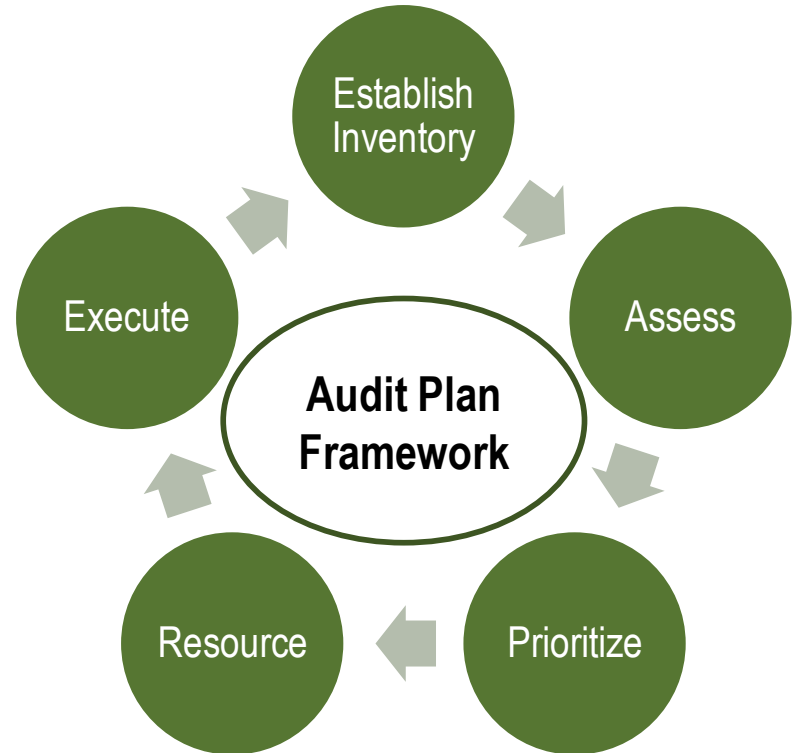 Establish
Inventory
Assess
Prioritize
Resource
Execute
Audit Plan
Framework